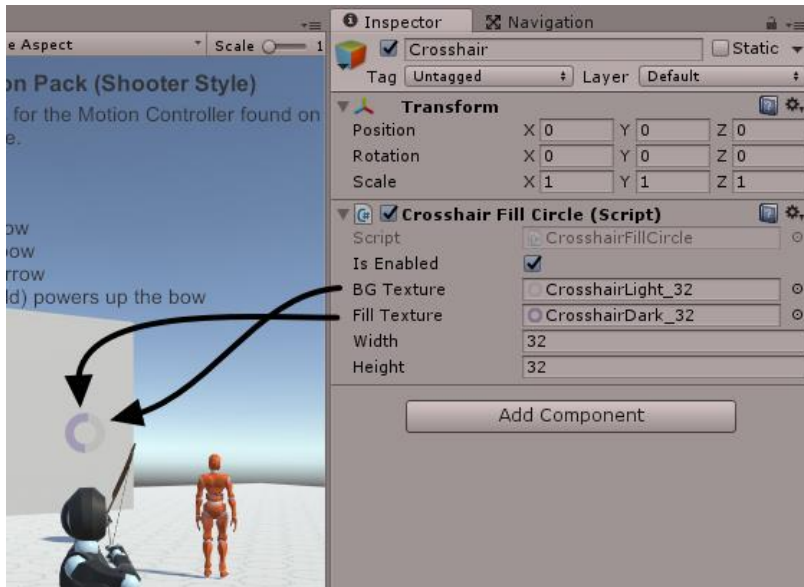 e Aspect Scale 1
on Pack (Shooter Style)
for the Motion Controller found on
e.
ow
bow
rrow
ld) powers up the bow
Inspector Navigation
Crosshair Static
Tag Untagged Layer Default
Transform
Position X 0 Y 0 Z 0
Rotation X 0 Y 0 Z 0
Scale X 1 Y 1 Z 1
Crosshair Fill Circle (Script)
Script CrosshairFillCircle
Is Enabled
BG Texture CrosshairLight_32
Fill Texture CrosshairDark_32
Width 32
Height 32
Add Component